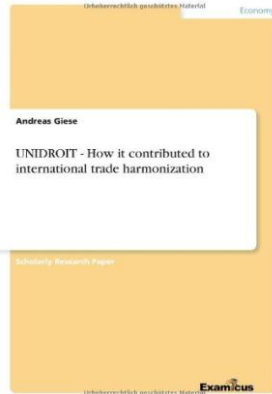 Urheberrechtlich geschütztes Material
Economy
Andreas Giese
UNIDROIT - How it contributed to
international trade harmonization
Scholarly Research Paper
Examicus
Urheberrechtlich geschütztes Material